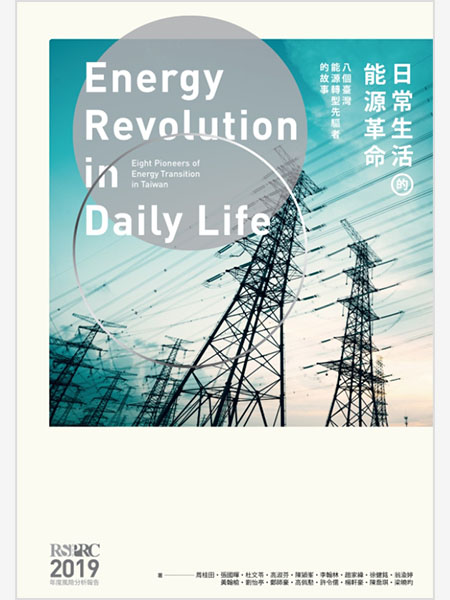 Energy
Revolution
in
Daily Life
Eight Pioneers of
Energy Transition
in Taiwan
日常生活的
能源革命
八個臺灣
能源轉型先驅者
的故事
RSPRC
2019
年度風險分析報告
著 周桂田・張國暉・杜文苓・高淑芬・陳穎峯・李翰林・趙家緯・徐健銘・翁渝婷
黃翰榆・劉怡亭・鄭師豪・高佩懃・許令儒・楊軒豪・陳喬琪・梁曉昀